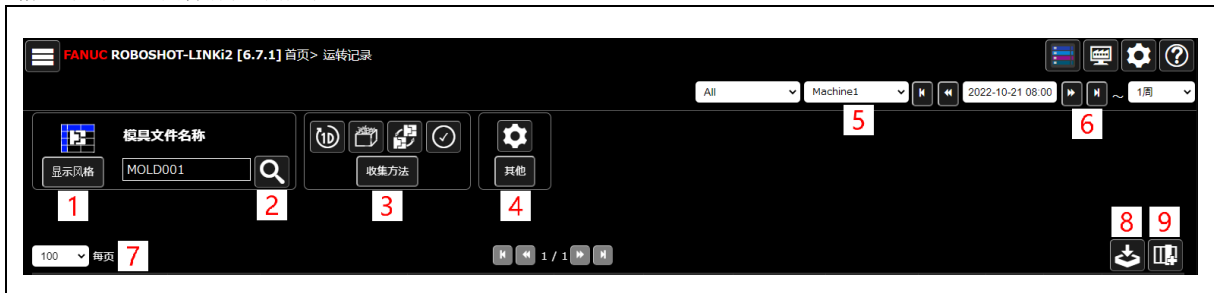 FANUC ROBOSHOT-LINKi2 [6.7.1] 首页> 运转记录
All Machine1 2022-10-21 08:00 ～ 1周
5 6
模具文件名称 1D
显示风格 MOLD001 收集方法 其他
1 2 3 4
8 9
100 每页 7 1 / 1